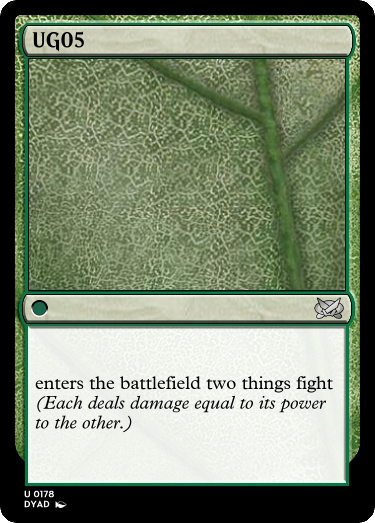 UG05
enters the battlefield two things fight
(Each deals damage equal to its power
to the other.)
U 0178
DYAD